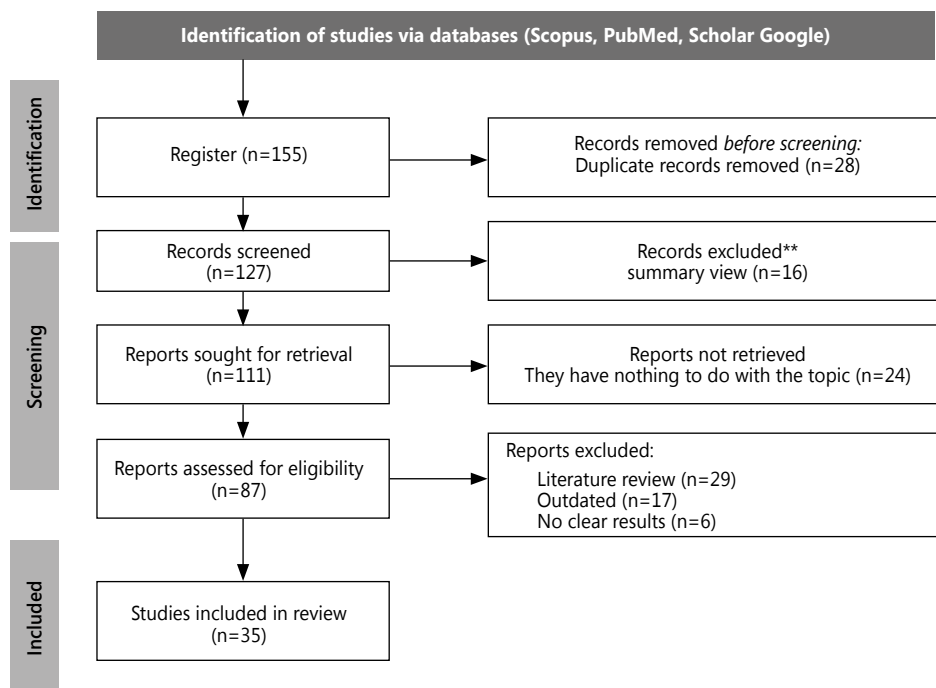 Identification of studies via databases (Scopus, PubMed, Scholar Google)
Identification
Register (n=155)
Records removed before screening:
Duplicate records removed (n=28)
Screening
Records screened
(n=127)
Records excluded**
summary view (n=16)
Reports sought for retrieval
(n=111)
Reports not retrieved
They have nothing to do with the topic (n=24)
Reports assessed for eligibility
(n=87)
Reports excluded:
Literature review (n=29)
Outdated (n=17)
No clear results (n=6)
Included
Studies included in review
(n=35)